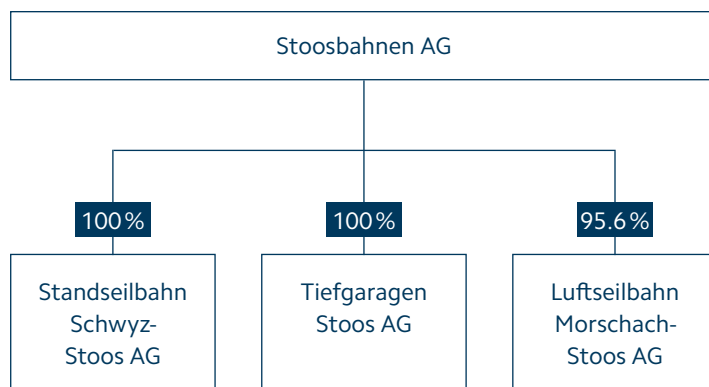 Stoosbahnen AG
100 %
100 %
95.6 %
Standseilbahn
Schwyz-
Stoos AG
Tiefgaragen
Stoos AG
Luftseilbahn
Morschach-
Stoos AG